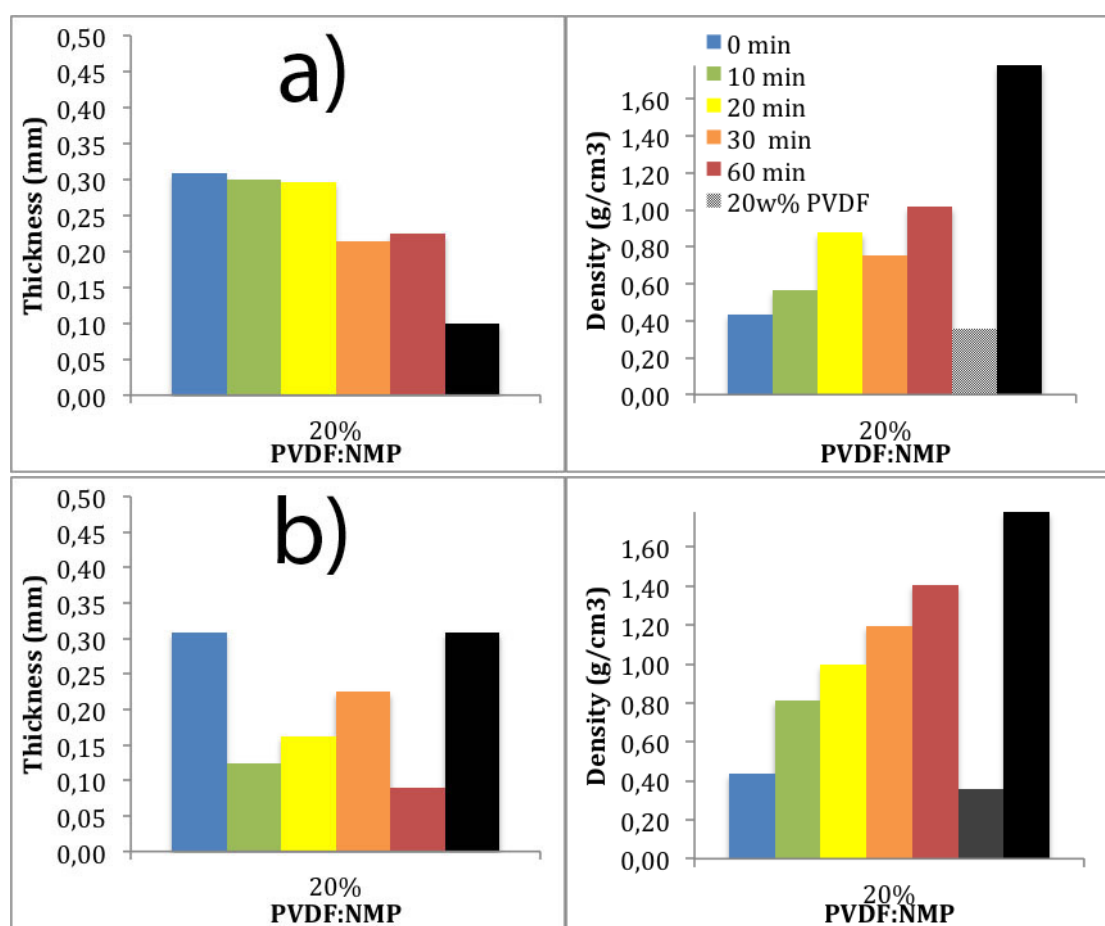 a)
Thickness (mm)
0,50
0,45
0,40
0,35
0,30
0,25
0,20
0,15
0,10
0,05
0,00
20%
PVDF:NMP
Density (g/cm3)
1,60
1,40
1,20
1,00
0,80
0,60
0,40
0,20
0,00
0 min
10 min
20 min
30 min
60 min
20w% PVDF
20%
PVDF:NMP
b)
Thickness (mm)
0,50
0,45
0,40
0,35
0,30
0,25
0,20
0,15
0,10
0,05
0,00
20%
PVDF:NMP
Density (g/cm3)
1,60
1,40
1,20
1,00
0,80
0,60
0,40
0,20
0,00
20%
PVDF:NMP